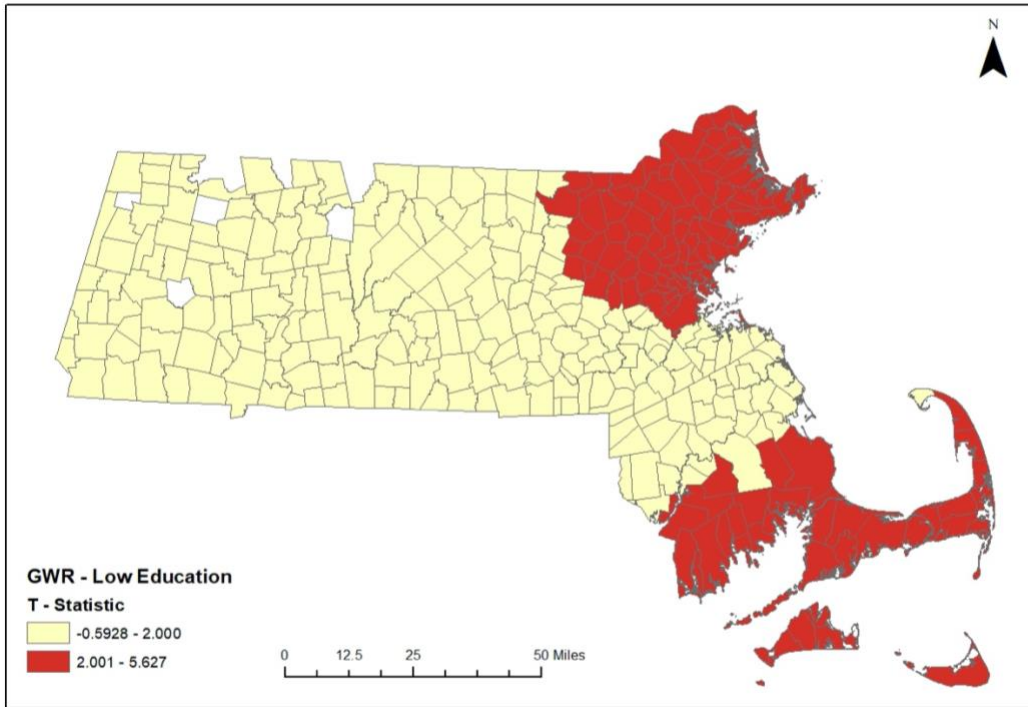 N
GWR - Low Education
T - Statistic
-0.5928 - 2.000
2.001 - 5.627
0 12.5 25 50 Miles